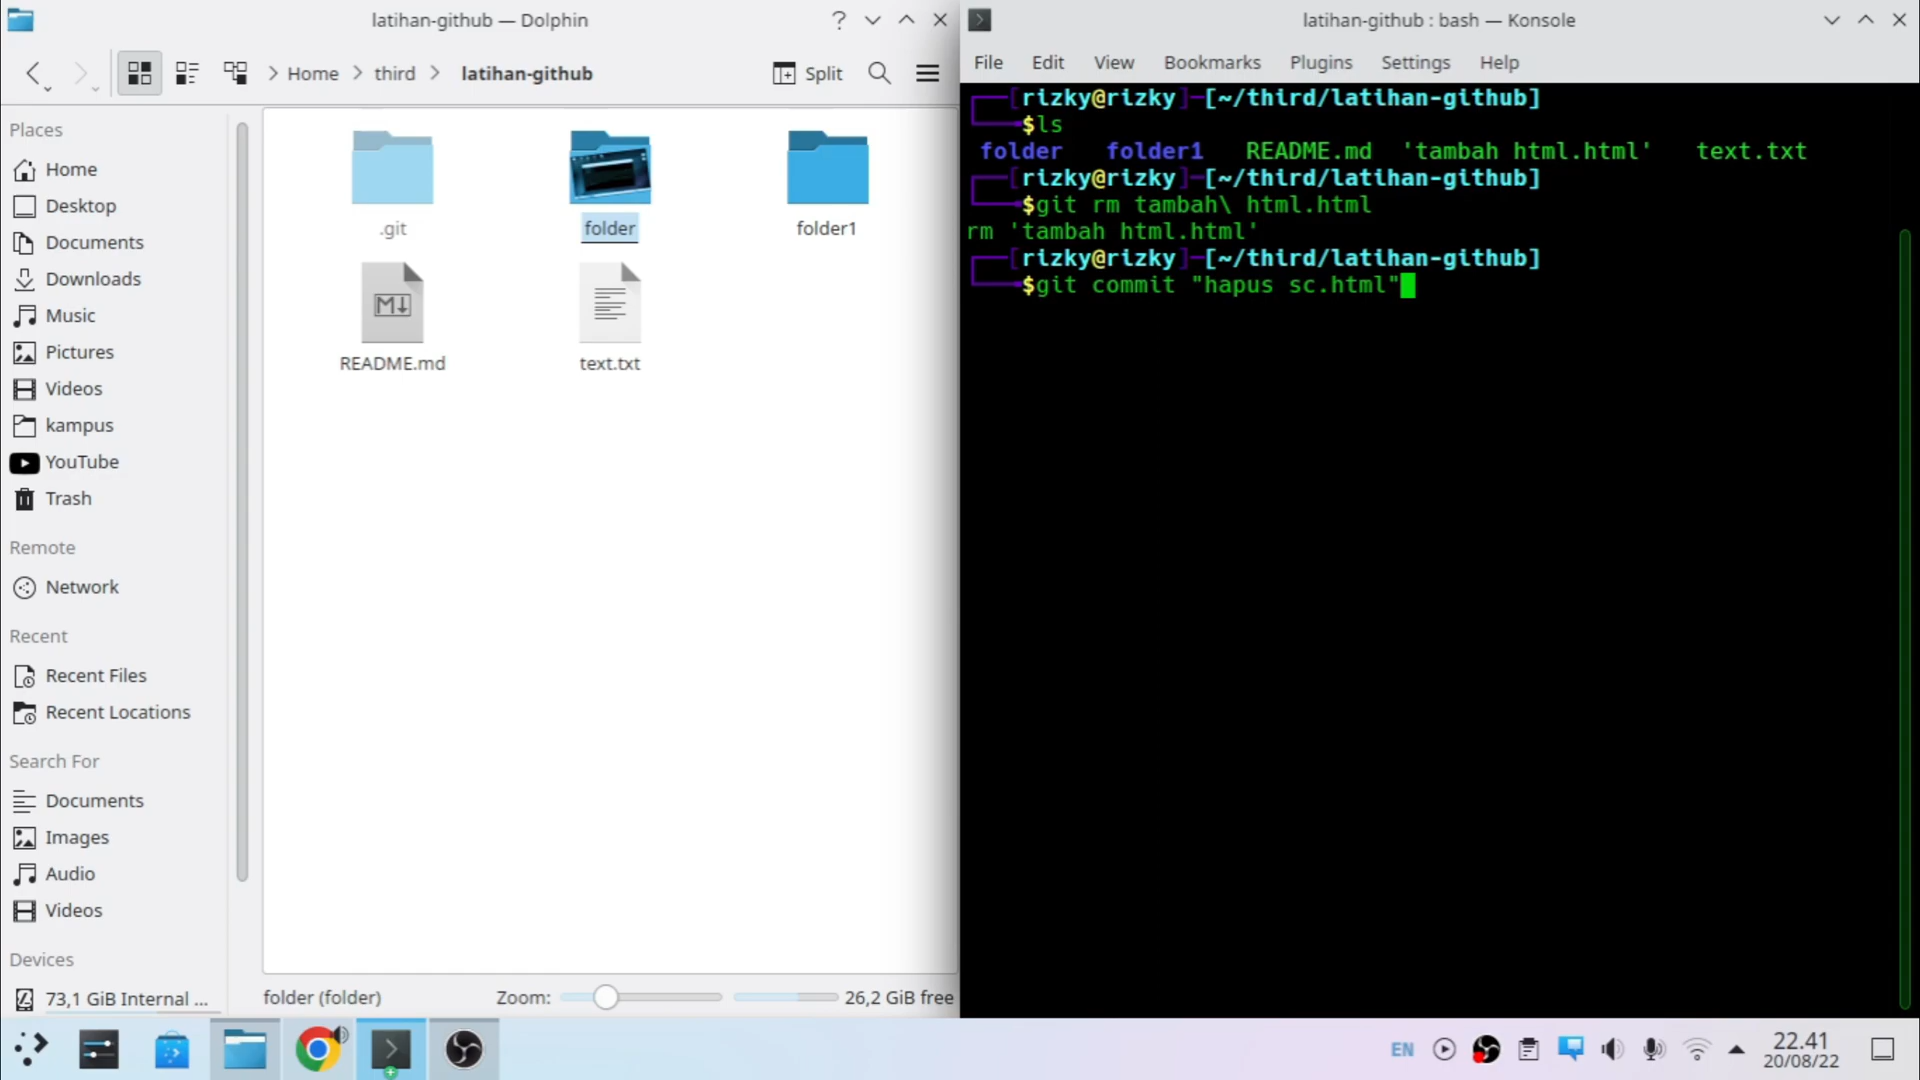 latihan-github — Dolphin
Home
third
latihan-github
Split
Places
Home
Desktop
Documents
Downloads
Music
Pictures
Videos
kampus
YouTube
Trash
Remote
Network
Recent
Recent Files
Recent Locations
Search For
Documents
Images
Audio
Videos
Devices
73,1 GiB Internal ...
.git
folder
folder1
README.md
text.txt
folder (folder)
Zoom:
26,2 GiB free
latihan-github : bash — Konsole
File Edit View Bookmarks Plugins Settings Help
[rizky@rizky]-[~/third/latihan-github]
$ls
folder folder1 README.md 'tambah html.html' text.txt
[rizky@rizky]-[~/third/latihan-github]
$git rm tambah\ html.html
rm 'tambah html.html'
[rizky@rizky]-[~/third/latihan-github]
$git commit "hapus sc.html"
EN
22.41
20/08/22